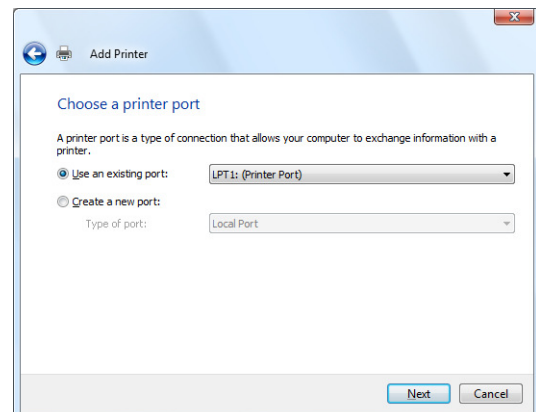 Add Printer
Choose a printer port
A printer port is a type of connection that allows your computer to exchange information with a
printer.
Use an existing port: LPT1: (Printer Port)
Create a new port:
Type of port: Local Port
Next Cancel